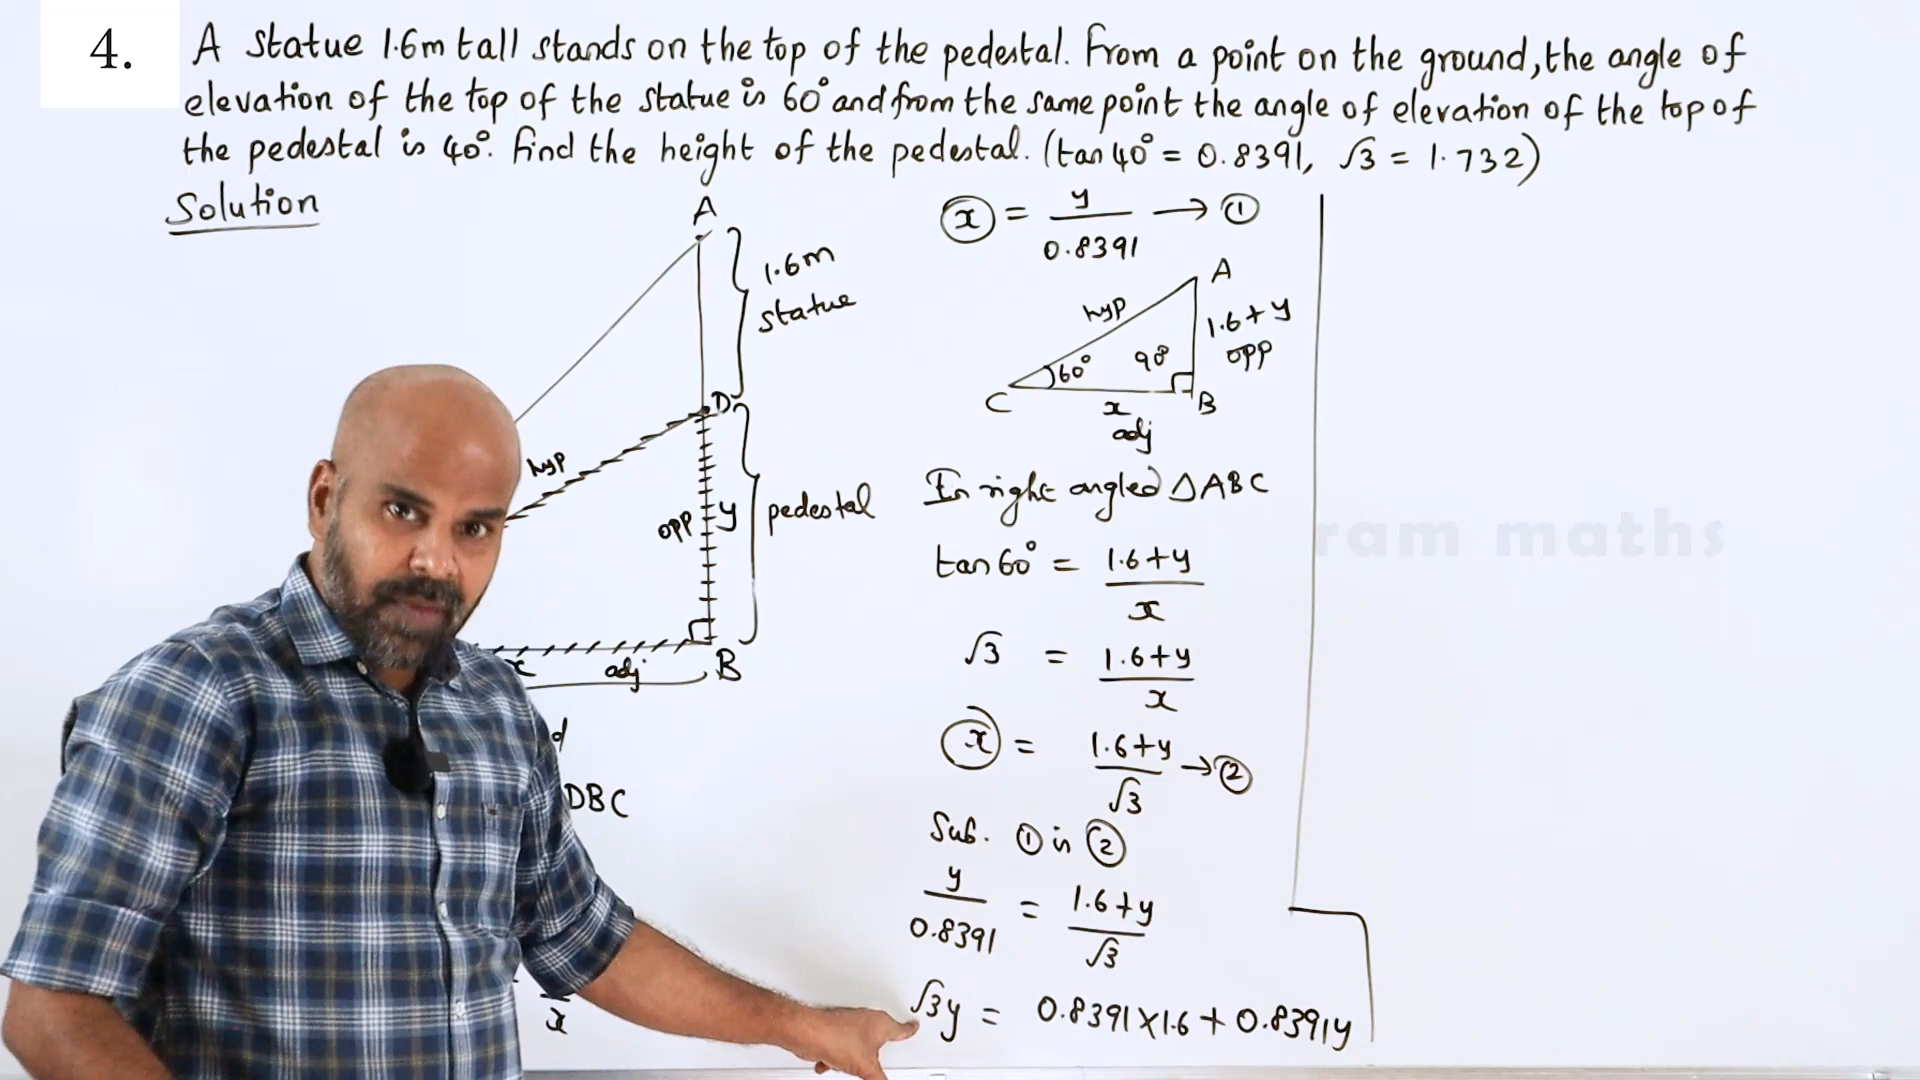 4.
A statue 1.6m tall stands on the top of the pedestal. From a point on the ground, the angle of
elevation of the top of the statue is 60° and from the same point the angle of elevation of the top of
the pedestal is 40°. Find the height of the pedestal. (tan 40° = 0.8391, √3 = 1.732)
Solution
A
1.6m
statue
D
hyp
opp
y
pedestal
x
adj
B
d
DBC
x
x = y / 0.8391 → ①
A
hyp
1.6+y
opp
60°
90°
C
x
B
adj
In right angled △ABC
tan 60° = 1.6+y / x
√3 = 1.6+y / x
x = 1.6+y / √3 → ②
Sub. ① in ②
y / 0.8391 = 1.6+y / √3
√3y = 0.8391×1.6 + 0.8391y
ram maths